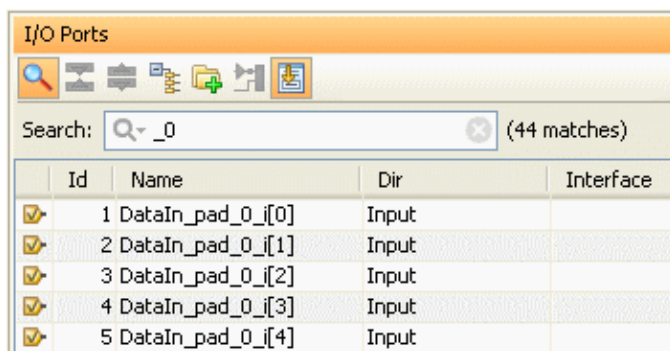 I/O Ports
Search: _0 (44 matches)
Id Name Dir Interface
1 DataIn_pad_0_i[0] Input
2 DataIn_pad_0_i[1] Input
3 DataIn_pad_0_i[2] Input
4 DataIn_pad_0_i[3] Input
5 DataIn_pad_0_i[4] Input